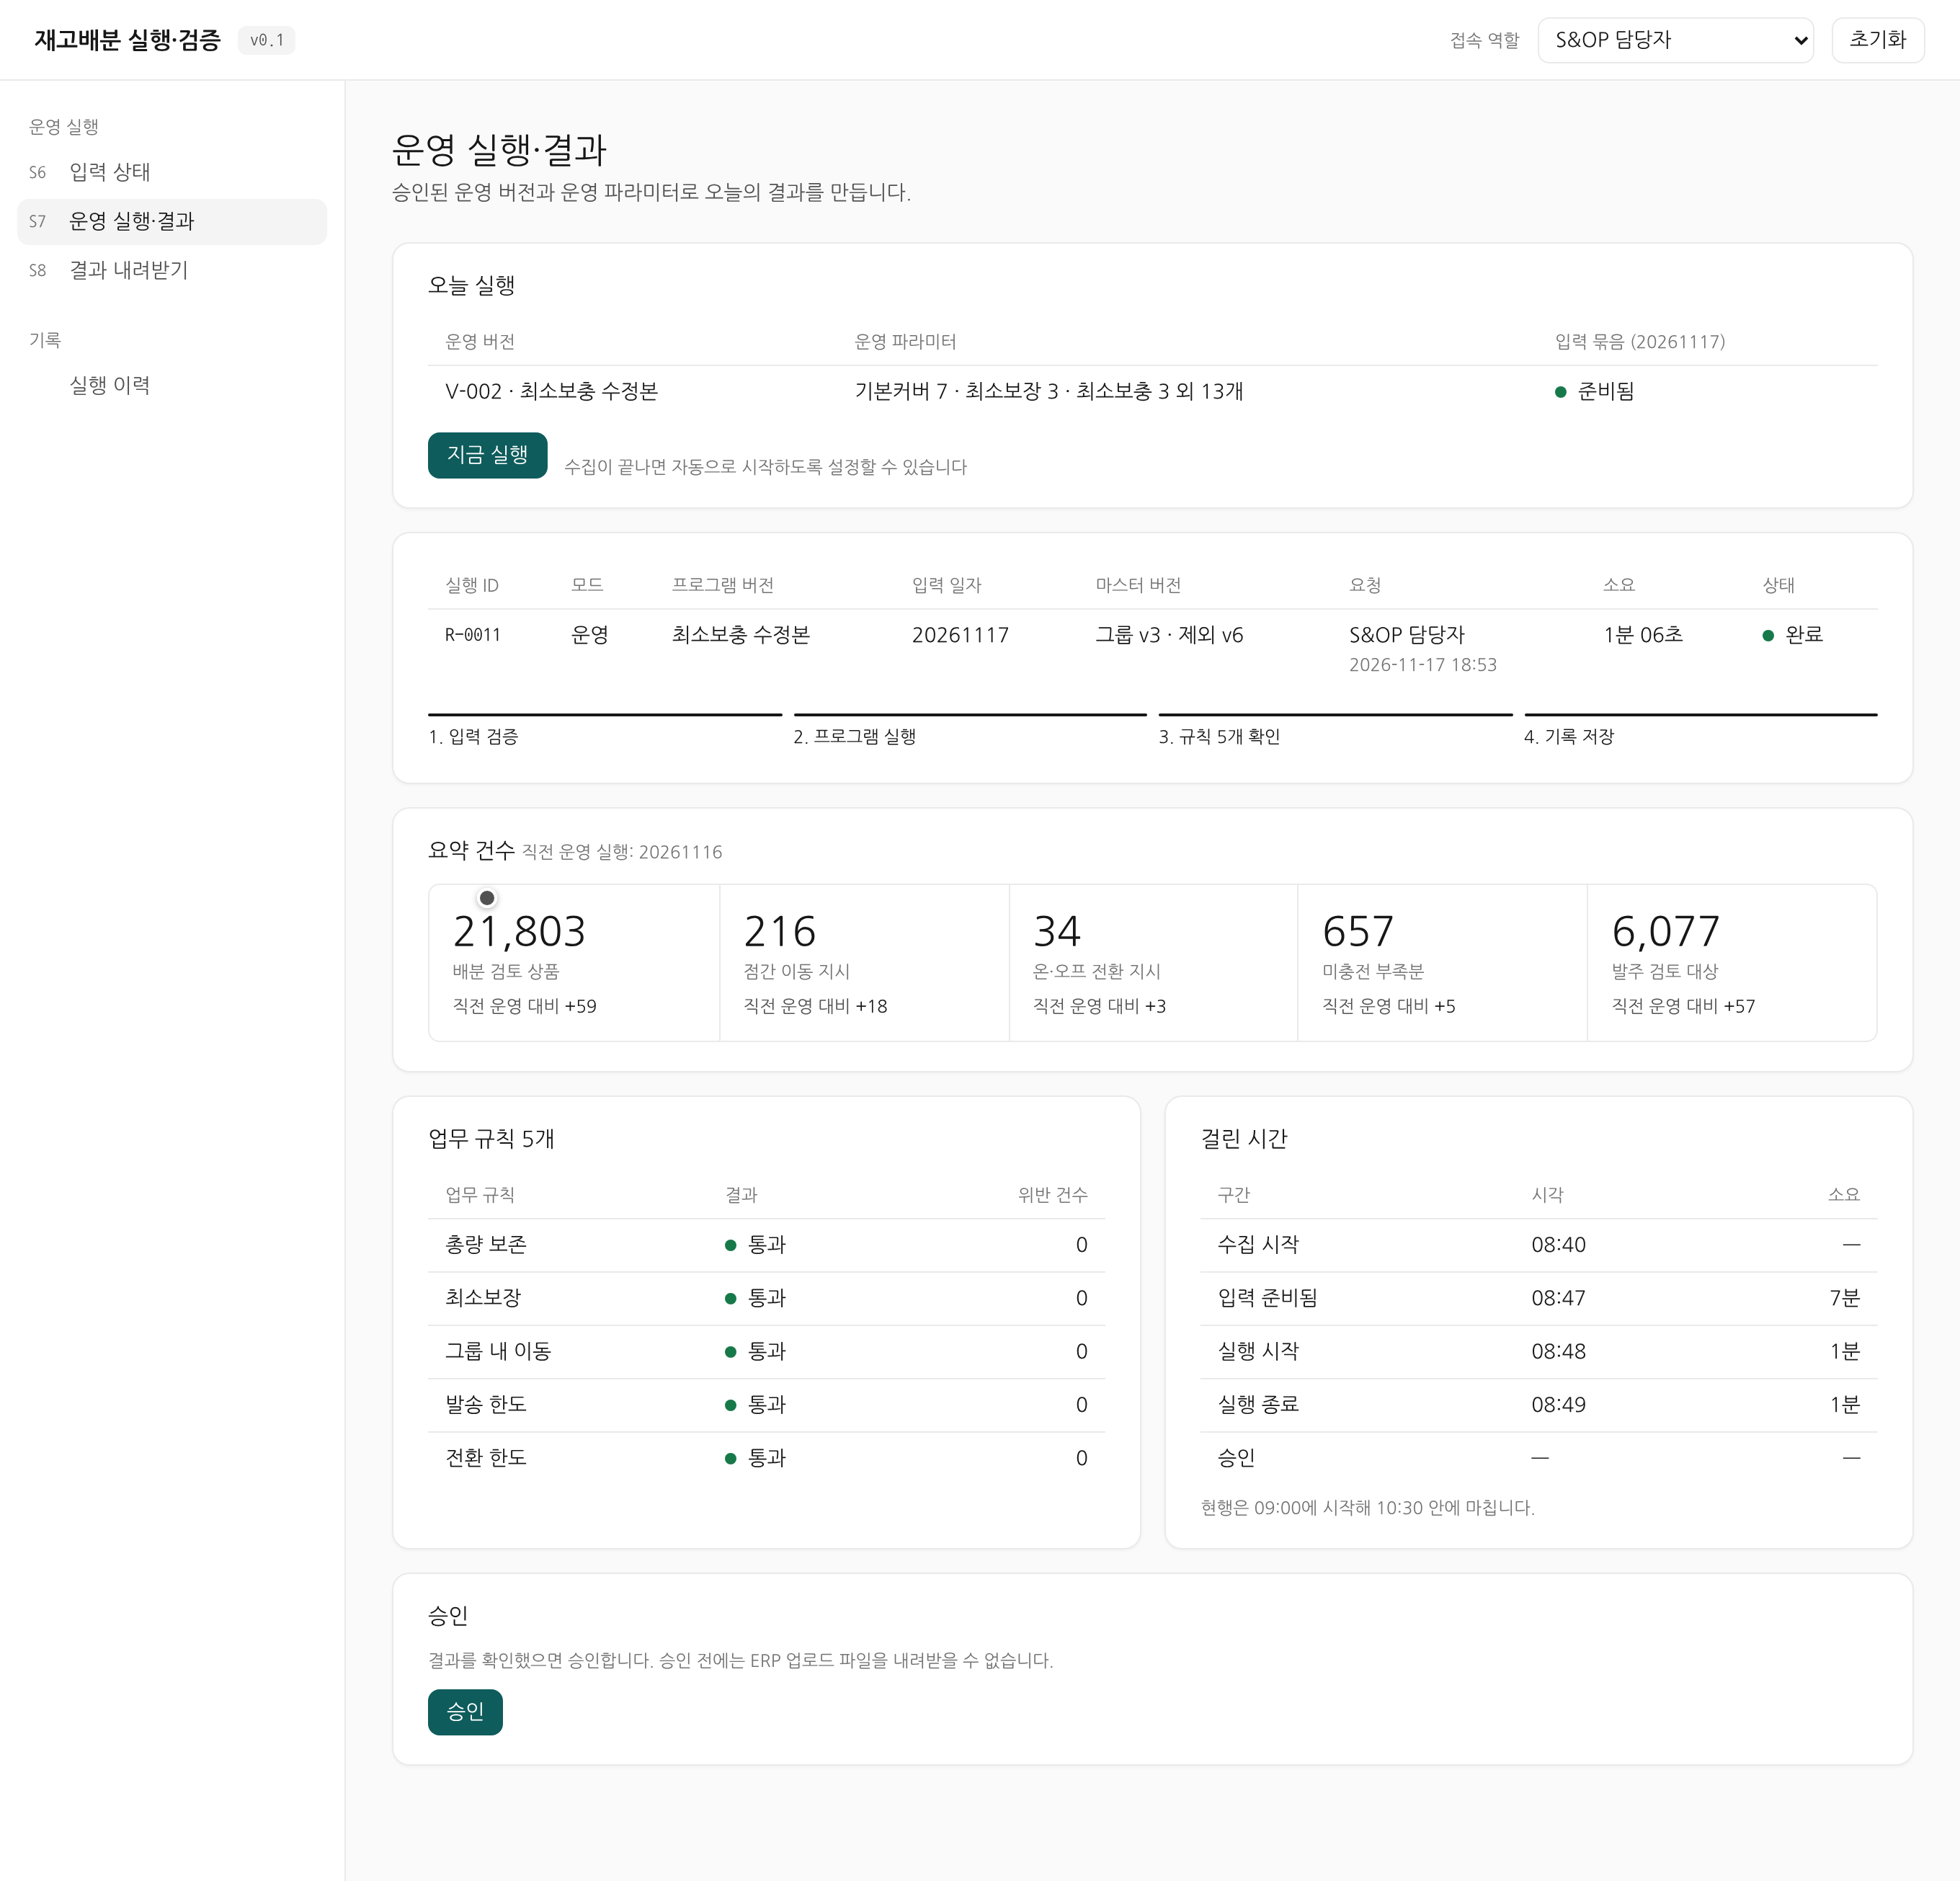 재고배분 실행·검증 v0.1 접속 역할 S&OP 담당자 초기화
운영 실행
S6 입력 상태
S7 운영 실행·결과
S8 결과 내려받기
기록
실행 이력
운영 실행·결과
승인된 운영 버전과 운영 파라미터로 오늘의 결과를 만듭니다.
오늘 실행
운영 버전 운영 파라미터 입력 묶음 (20261117)
V-002 · 최소보충 수정본 기본커버 7 · 최소보장 3 · 최소보충 3 외 13개 준비됨
지금 실행 수집이 끝나면 자동으로 시작하도록 설정할 수 있습니다
실행 ID 모드 프로그램 버전 입력 일자 마스터 버전 요청 소요 상태
R-0011 운영 최소보충 수정본 20261117 그룹 v3 · 제외 v6 S&OP 담당자 1분 06초 완료
2026-11-17 18:53
1. 입력 검증 2. 프로그램 실행 3. 규칙 5개 확인 4. 기록 저장
요약 건수 직전 운영 실행: 20261116
21,803 216 34 657 6,077
배분 검토 상품 점간 이동 지시 온·오프 전환 지시 미충전 부족분 발주 검토 대상
직전 운영 대비 +59 직전 운영 대비 +18 직전 운영 대비 +3 직전 운영 대비 +5 직전 운영 대비 +57
업무 규칙 5개
업무 규칙 결과 위반 건수
총량 보존 통과 0
최소보장 통과 0
그룹 내 이동 통과 0
발송 한도 통과 0
전환 한도 통과 0
걸린 시간
구간 시각 소요
수집 시작 08:40 —
입력 준비됨 08:47 7분
실행 시작 08:48 1분
실행 종료 08:49 1분
승인 — —
현행은 09:00에 시작해 10:30 안에 마칩니다.
승인
결과를 확인했으면 승인합니다. 승인 전에는 ERP 업로드 파일을 내려받을 수 없습니다.
승인